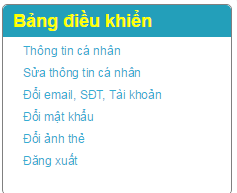 Bảng điều khiển
Thông tin cà nhân
Sửa thông tin cá nhân
Đổi email, SĐT, Tài khoản
Đổi mật khẩu
Đổi ảnh thẻ
Đăng xuất